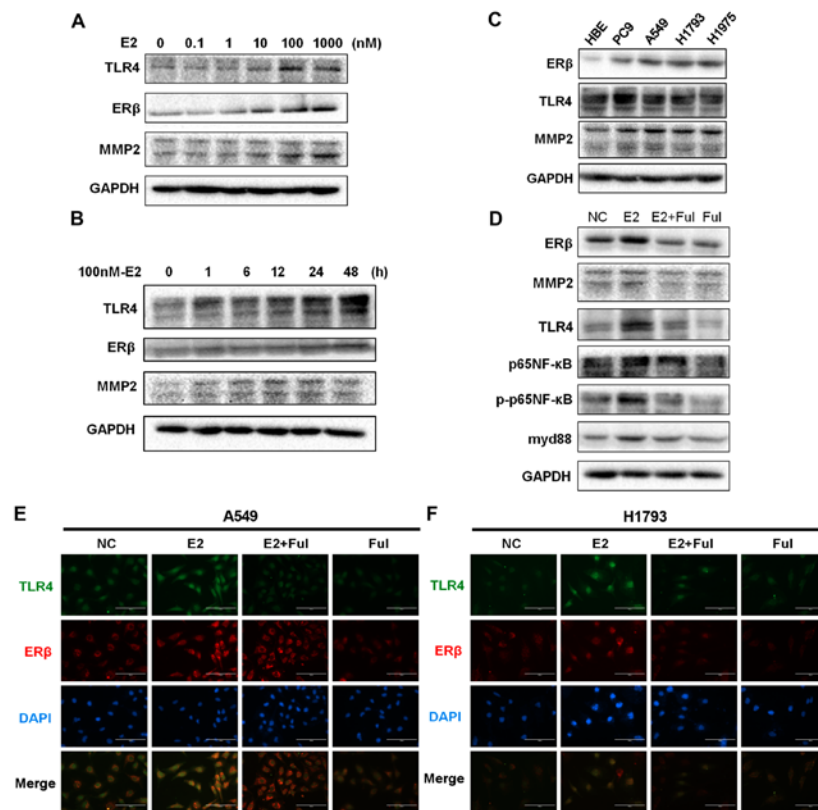 A
E2 0 0.1 1 10 100 1000 (nM)
TLR4
ERβ
MMP2
GAPDH
B
100nM-E2 0 1 6 12 24 48 (h)
TLR4
ERβ
MMP2
GAPDH
C
HBE PC9 A549 H1793 H1975
ERβ
TLR4
MMP2
GAPDH
D
NC E2 E2+Ful Ful
ERβ
MMP2
TLR4
p65NF-κB
p-p65NF-κB
myd88
GAPDH
E
A549
NC E2 E2+Ful Ful
TLR4
ERβ
DAPI
Merge
F
H1793
NC E2 E2+Ful Ful
TLR4
ERβ
DAPI
Merge